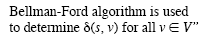 Bellman-Ford algorithm is used
to determine δ(s, v) for all v ∈ V”